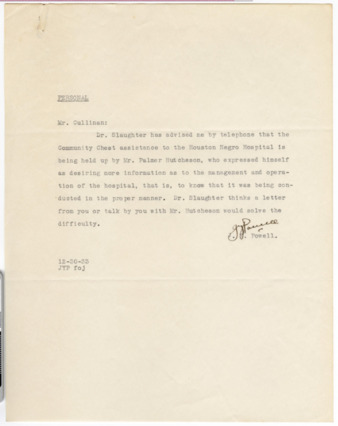 PERSONAL
Mr. Cullinan:
Dr. Slaughter has advised me by telephone that the
Community Chest assistance to the Houston Negro Hospital is
being held up by Mr. Palmer Hutcheson, who expressed himself
as desiring more information as to the management and opera-
tion of the hospital, that is, to know that it was being con-
ducted in the proper manner. Dr. Slaughter thinks a letter
from you or talk by you with Mr. Hutcheson would solve the
difficulty.
Powell.
JYP